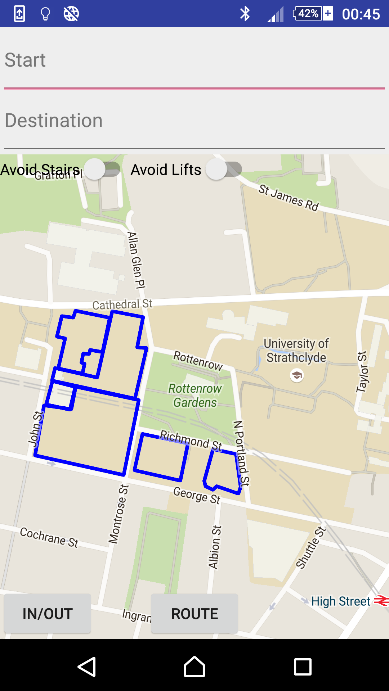 42%
00:45
Start
Destination
Avoid Stairs
Avoid Lifts
Grafton Pl
St James Rd
Allan Glen Pl
Cathedral St
University of
Strathclyde
Rottenrow
Taylor St
Rottenrow
Gardens
John St
Richmond St
N Portland St
George St
Montrose St
Albion St
Cochrane St
Shuttle St
High Street
Ingran
IN/OUT
ROUTE